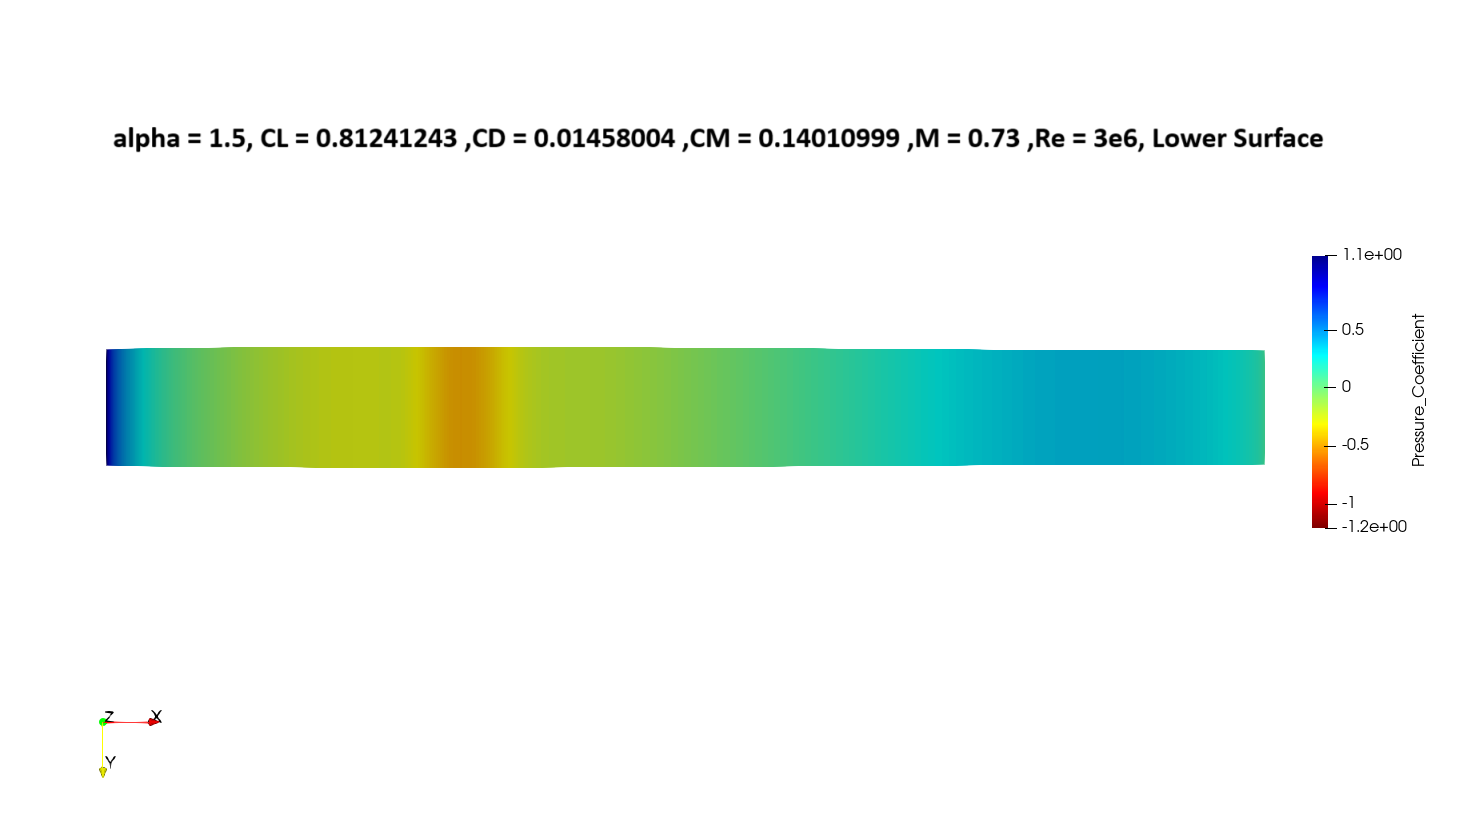 alpha = 1.5, CL = 0.81241243 ,CD = 0.01458004 ,CM = 0.14010999 ,M = 0.73 ,Re = 3e6, Lower Surface
1.1e+00
0.5
0
-0.5
-1
-1.2e+00
Pressure_Coefficient
Z
X
Y